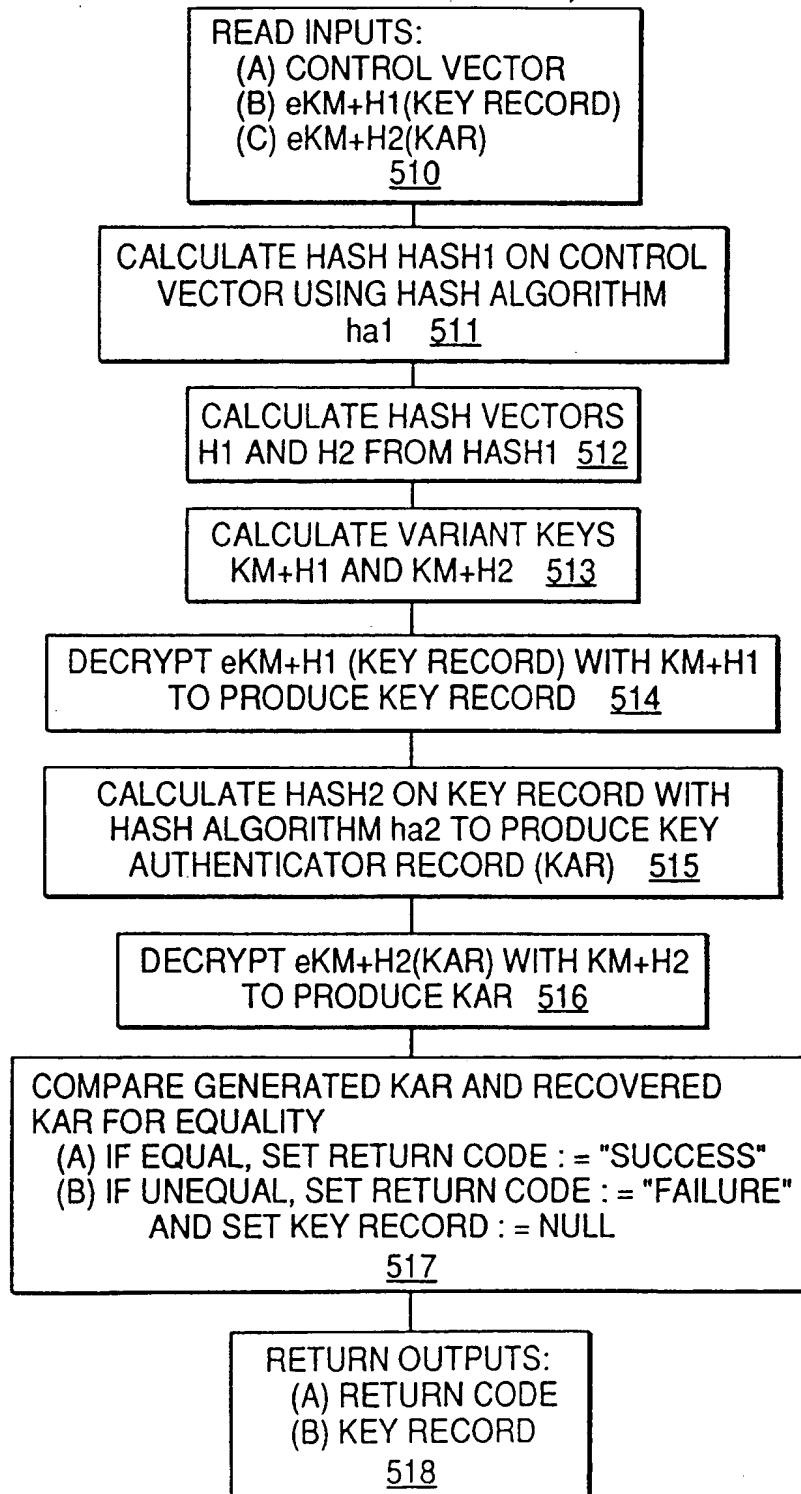 READ INPUTS:
(A) CONTROL VECTOR
(B) eKM+H1(KEY RECORD)
(C) eKM+H2(KAR)
510
CALCULATE HASH HASH1 ON CONTROL
VECTOR USING HASH ALGORITHM
ha1 511
CALCULATE HASH VECTORS
H1 AND H2 FROM HASH1 512
CALCULATE VARIANT KEYS
KM+H1 AND KM+H2 513
DECRYPT eKM+H1 (KEY RECORD) WITH KM+H1
TO PRODUCE KEY RECORD 514
CALCULATE HASH2 ON KEY RECORD WITH
HASH ALGORITHM ha2 TO PRODUCE KEY
AUTHENTICATOR RECORD (KAR) 515
DECRYPT eKM+H2(KAR) WITH KM+H2
TO PRODUCE KAR 516
COMPARE GENERATED KAR AND RECOVERED
KAR FOR EQUALITY
(A) IF EQUAL, SET RETURN CODE : = "SUCCESS"
(B) IF UNEQUAL, SET RETURN CODE : = "FAILURE"
AND SET KEY RECORD : = NULL
517
RETURN OUTPUTS:
(A) RETURN CODE
(B) KEY RECORD
518